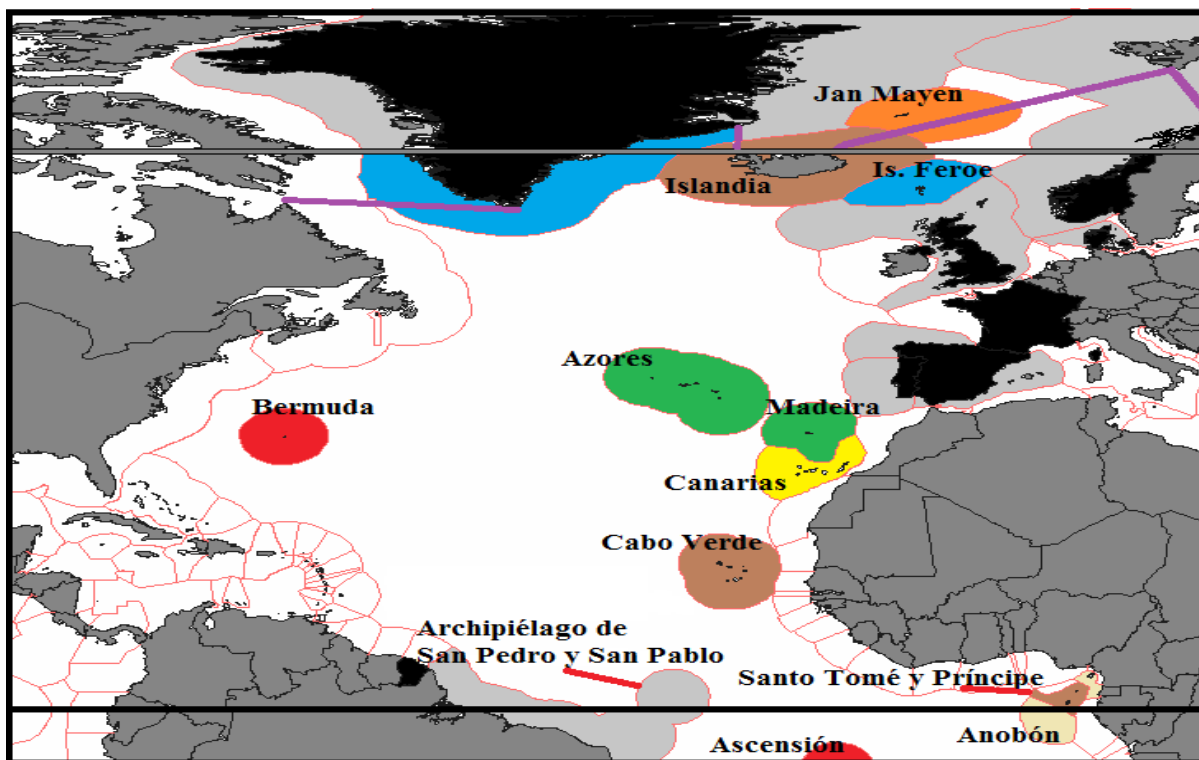 Jan Mayen
Is. Feroe
Islandia
Azores
Bermuda
Madeira
Canarias
Cabo Verde
Archipiélago de
San Pedro y San Pablo
Santo Tomé y Príncipe
Anobón
Ascensión